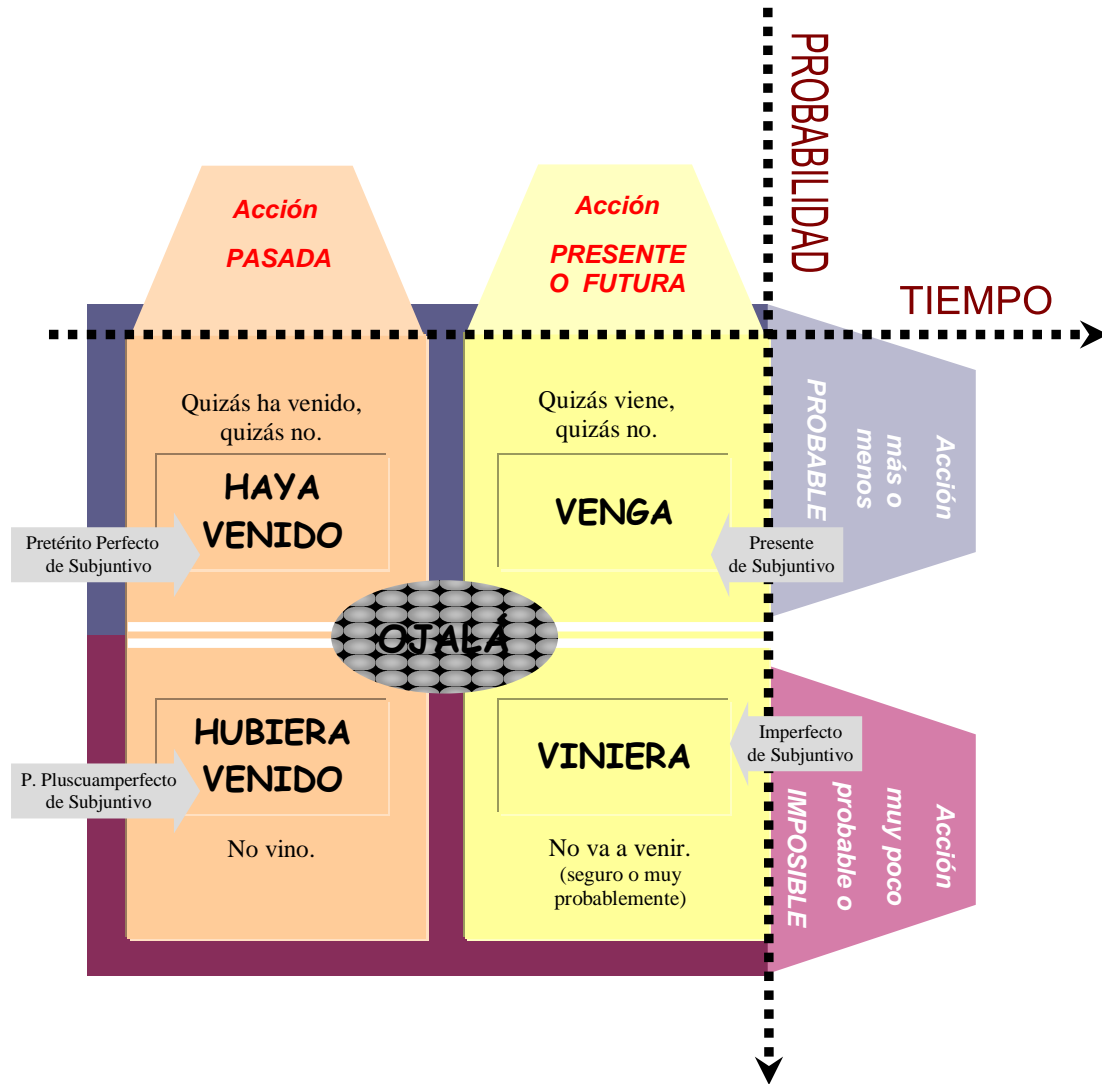 PROBABILIDAD
TIEMPO
Acción
PASADA
Acción
PRESENTE
O FUTURA
Quizás ha venido,
quizás no.
HAYA
VENIDO
Pretérito Perfecto
de Subjuntivo
Quizás viene,
quizás no.
VENGA
Presente
de Subjuntivo
Acción
más o
menos
PROBABLE
OJALÁ
HUBIERA
VENIDO
P. Pluscuamperfecto
de Subjuntivo
No vino.
VINIERA
Imperfecto
de Subjuntivo
No va a venir.
(seguro o muy
probablemente)
Acción
muy poco
probable o
IMPOSIBLE